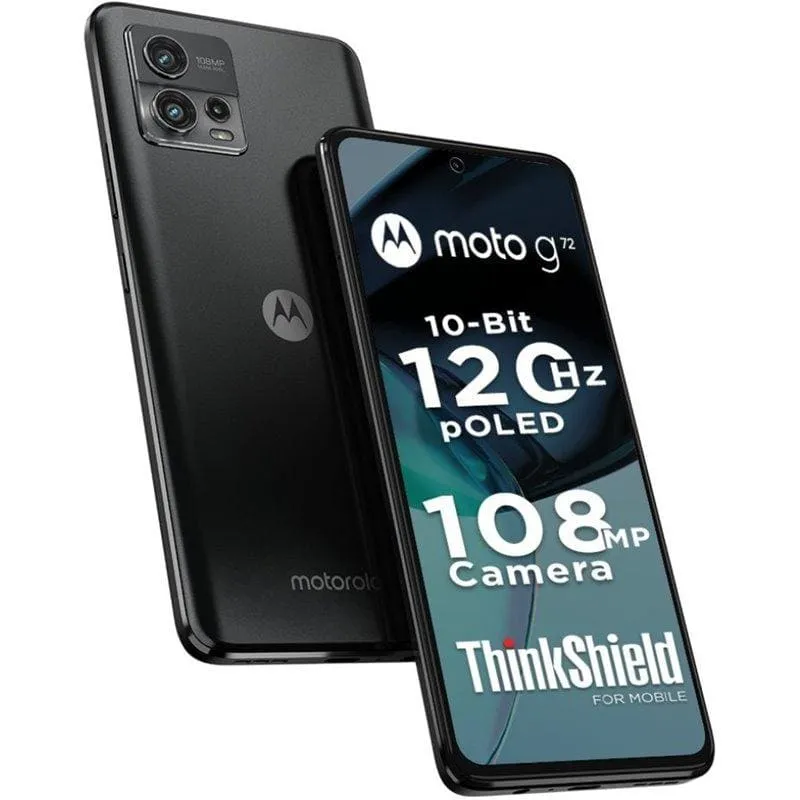 108MP
moto g72
10-Bit
120Hz
pOLED
108MP
Camera
ThinkShield
FOR MOBILE
motorola